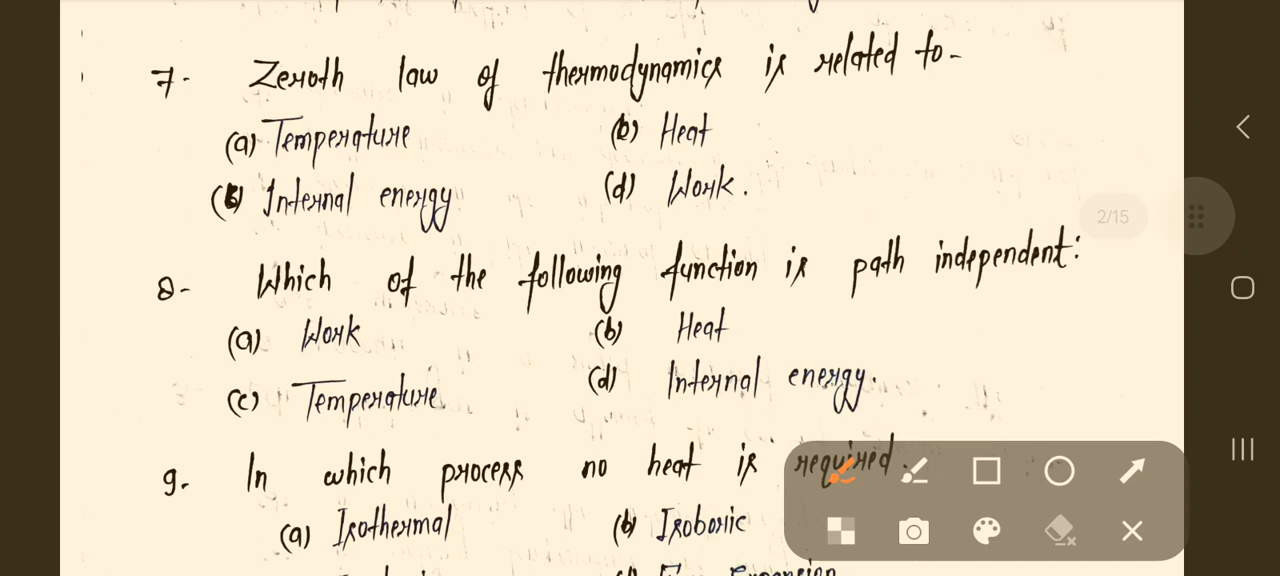 7- Zeroth law of thermodynamics is related to-
(a) Temperature (b) Heat
(c) Internal energy (d) Work.
2/15
8- Which of the following function is path independent:
(a) Work (b) Heat
(c) Temperature (d) Internal energy.
9- In which process no heat is required.
(a) Isothermal (b) Isoboric
Expansion